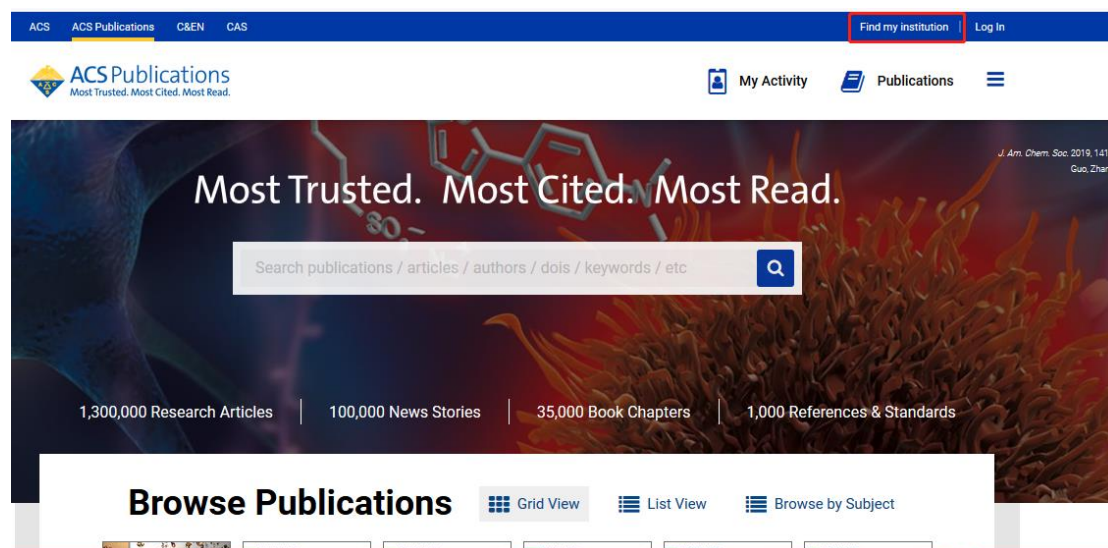 ACS ACS Publications C&EN CAS Find my institution Log In
ACS Publications
Most Trusted. Most Cited. Most Read.
My Activity Publications
J. Am. Chem. Soc. 2019, 141
Guo, Zhan
Most Trusted. Most Cited. Most Read.
SO₃⁻
Search publications / articles / authors / dois / keywords / etc
1,300,000 Research Articles 100,000 News Stories 35,000 Book Chapters 1,000 References & Standards
Browse Publications Grid View List View Browse by Subject